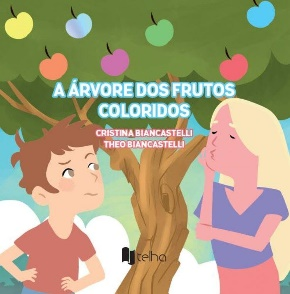 A ÁRVORE DOS FRUTOS
COLORIDOS
CRISTINA BIANCASTELLI
THEO BIANCASTELLI
telha